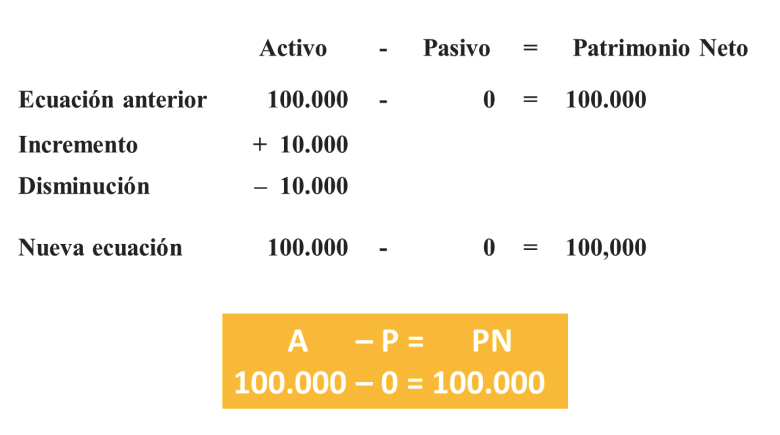 Activo - Pasivo = Patrimonio Neto
Ecuación anterior 100.000 - 0 = 100.000
Incremento + 10.000
Disminución – 10.000
Nueva ecuación 100.000 - 0 = 100,000
A – P = PN
100.000 – 0 = 100.000